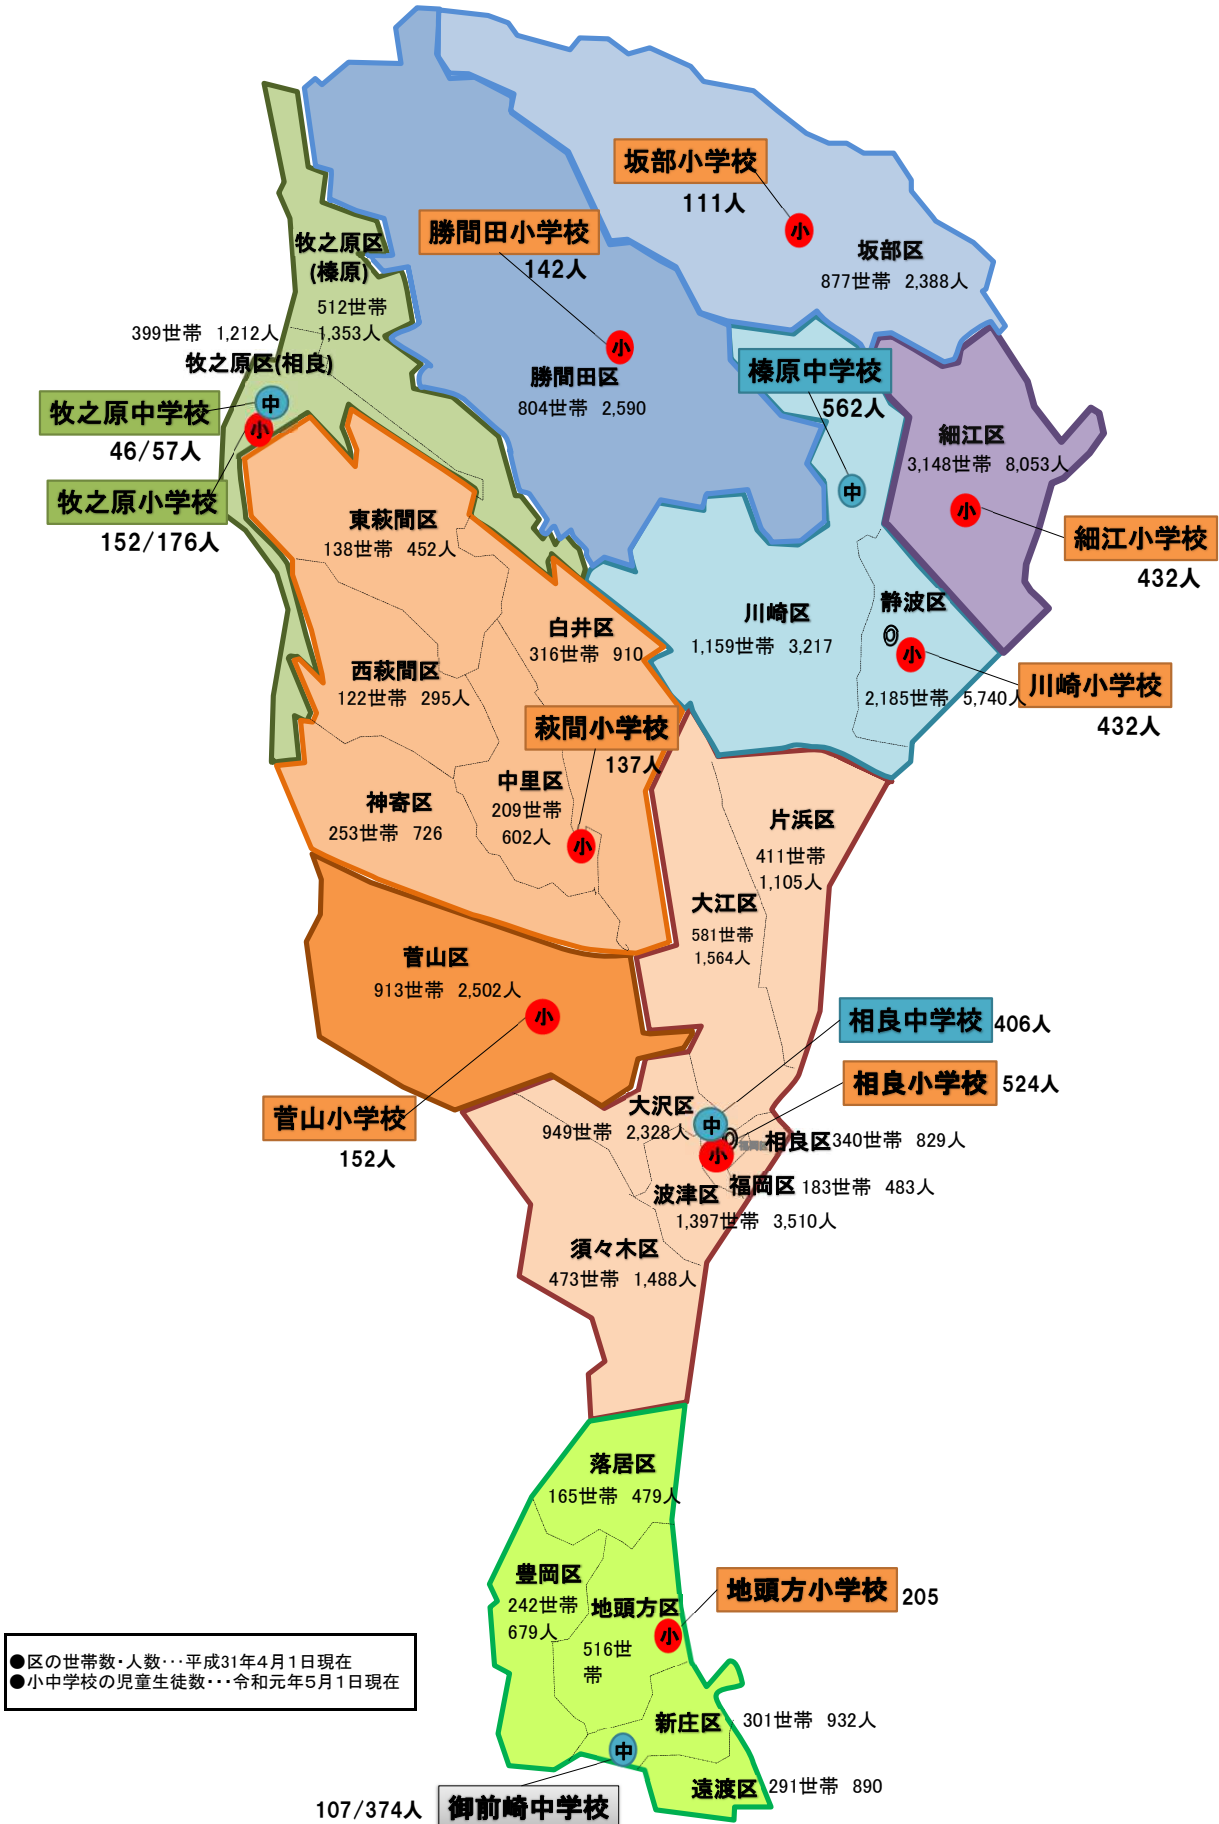 坂部小学校
111人
坂部区
877世帯 2,388人
勝間田小学校
142人
勝間田区
804世帯 2,590
牧之原区
(榛原)
512世帯
1,353人
399世帯 1,212人
牧之原区(相良)
中
牧之原中学校
46/57人
小
牧之原小学校
152/176人
榛原中学校
562人
中
細江区
3,148世帯 8,053人
小
細江小学校
432人
東萩間区
138世帯 452人
白井区
316世帯 910
川崎区
1,159世帯 3,217
静波区
小
2,185世帯 5,740人
川崎小学校
432人
西萩間区
122世帯 295人
萩間小学校
137人
中里区
209世帯
602人
小
神寄区
253世帯 726
片浜区
411世帯
1,105人
大江区
581世帯
1,564人
菅山区
913世帯 2,502人
小
菅山小学校
152人
相良中学校 406人
相良小学校 524人
大沢区
949世帯 2,328人
中
小
相良区 340世帯 829人
福岡区 183世帯 483人
波津区
1,397世帯 3,510人
須々木区
473世帯 1,488人
落居区
165世帯 479人
豊岡区
242世帯
679人
地頭方区
516世
帯
小
地頭方小学校 205
新庄区 301世帯 932人
中
遠渡区 291世帯 890
107/374人 御前崎中学校
●区の世帯数・人数･･･平成31年4月1日現在
●小中学校の児童生徒数･･･令和元年5月1日現在
小
小